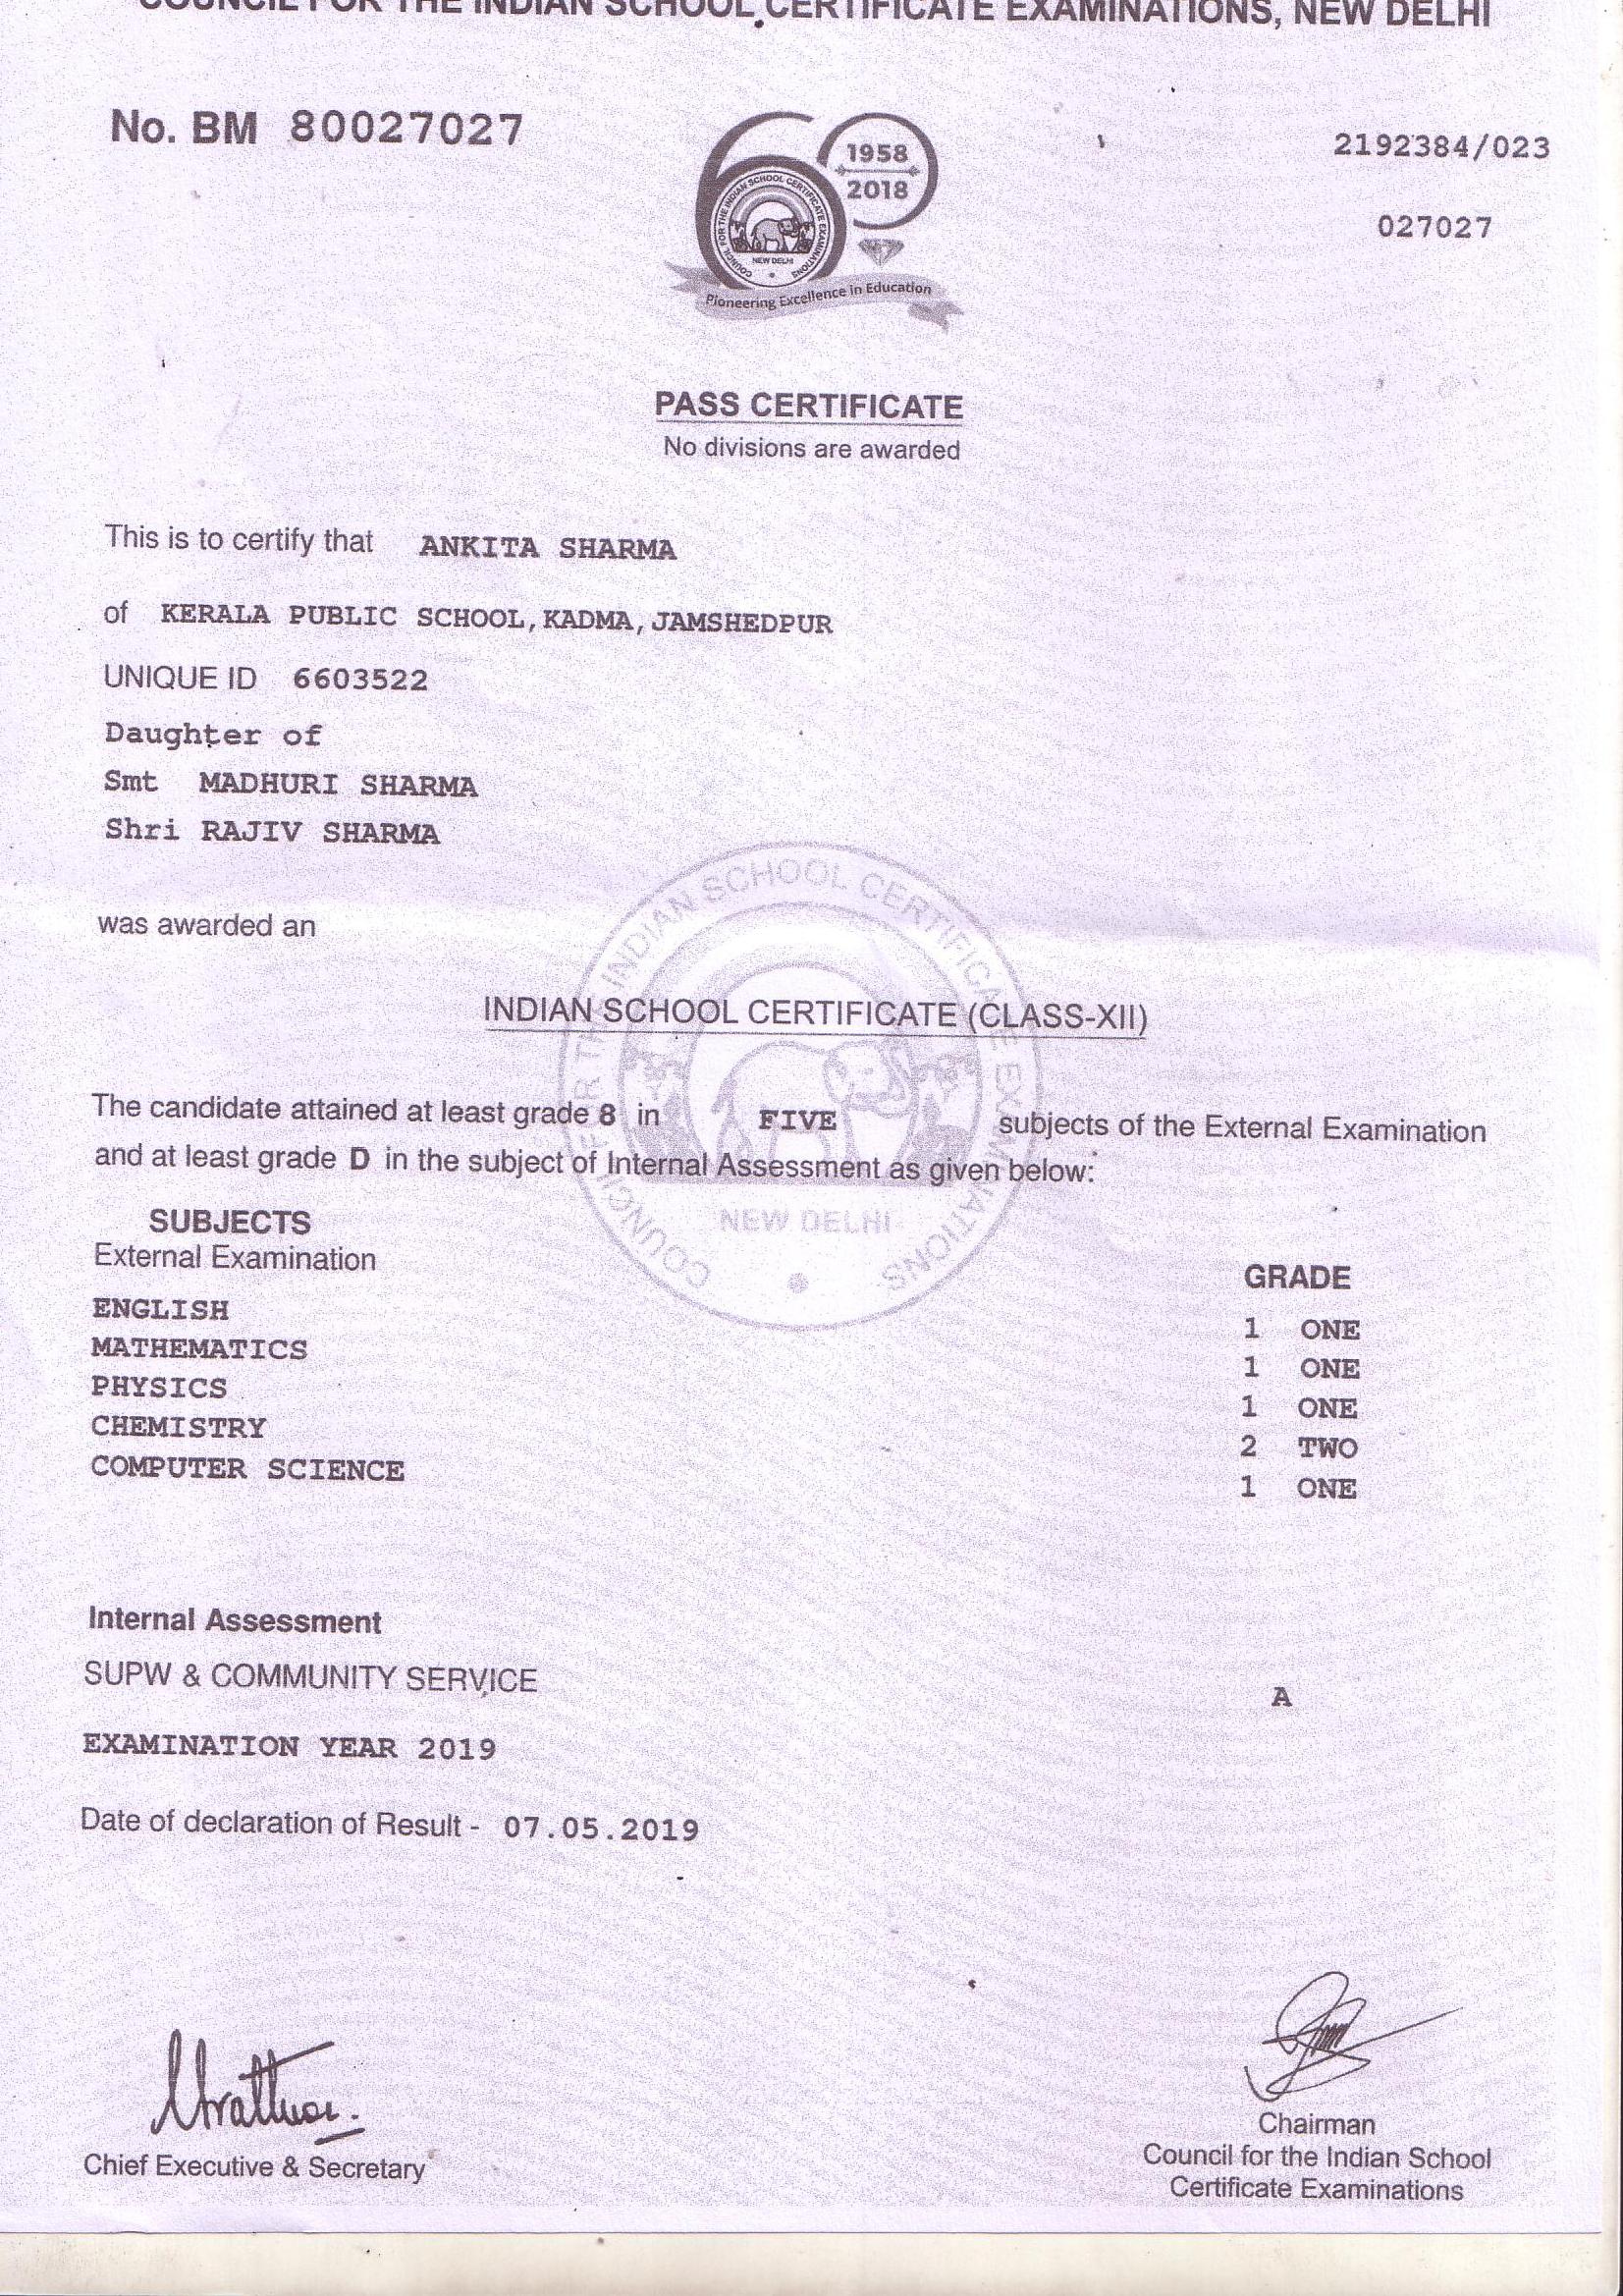 COUNCIL FOR THE INDIAN SCHOOL CERTIFICATE EXAMINATIONS, NEW DELHI
No. BM 80027027
2192384/023
027027
1958
2018
COUNCIL FOR THE INDIAN SCHOOL CERTIFICATE EXAMINATIONS
NEW DELHI
Pioneering Excellence in Education
PASS CERTIFICATE
No divisions are awarded
This is to certify that ANKITA SHARMA
of KERALA PUBLIC SCHOOL, KADMA, JAMSHEDPUR
UNIQUE ID 6603522
Daughter of
Smt MADHURI SHARMA
Shri RAJIV SHARMA
was awarded an
INDIAN SCHOOL CERTIFICATE (CLASS-XII)
The candidate attained at least grade 8 in FIVE subjects of the External Examination
and at least grade D in the subject of Internal Assessment as given below:
COUNCIL FOR THE INDIAN SCHOOL CERTIFICATE EXAMINATIONS
NEW DELHI
SUBJECTS
External Examination
GRADE
ENGLISH 1 ONE
MATHEMATICS 1 ONE
PHYSICS 1 ONE
CHEMISTRY 2 TWO
COMPUTER SCIENCE 1 ONE
Internal Assessment
SUPW & COMMUNITY SERVICE A
EXAMINATION YEAR 2019
Date of declaration of Result - 07.05.2019
Chief Executive & Secretary
Chairman
Council for the Indian School
Certificate Examinations